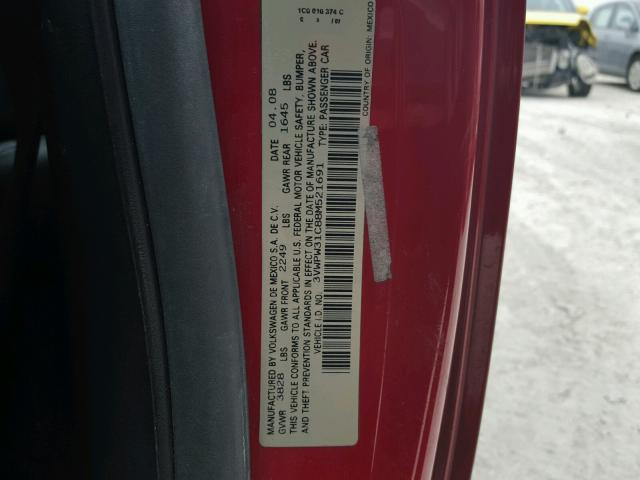 1C0 010 374 C
MANUFACTURED BY VOLKSWAGEN DE MEXICO S.A. DE C.V. DATE 04.08
GVWR 3828 LBS GAWR FRONT 2249 LBS GAWR REAR 1645 LBS
THIS VEHICLE CONFORMS TO ALL APPLICABLE U.S. FEDERAL MOTOR VEHICLE SAFETY, BUMPER,
AND THEFT PREVENTION STANDARDS IN EFFECT ON THE DATE OF MANUFACTURE SHOWN ABOVE.
VEHICLE I.D. NO. 3VWPW31C88M521691 TYPE: PASSENGER CAR
COUNTRY OF ORIGIN: MEXICO